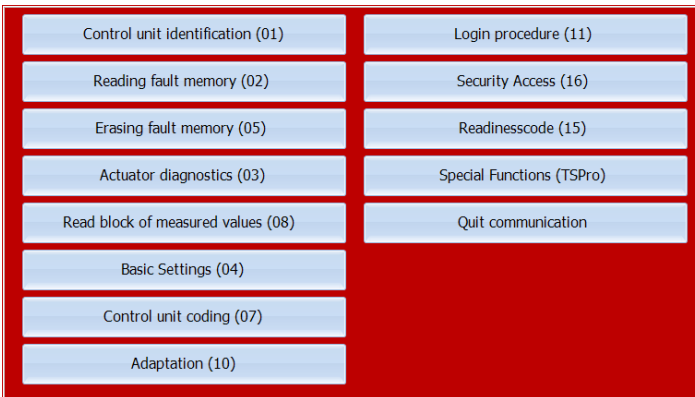 Control unit identification (01)
Reading fault memory (02)
Erasing fault memory (05)
Actuator diagnostics (03)
Read block of measured values (08)
Basic Settings (04)
Control unit coding (07)
Adaptation (10)
Login procedure (11)
Security Access (16)
Readinesscode (15)
Special Functions (TSPro)
Quit communication